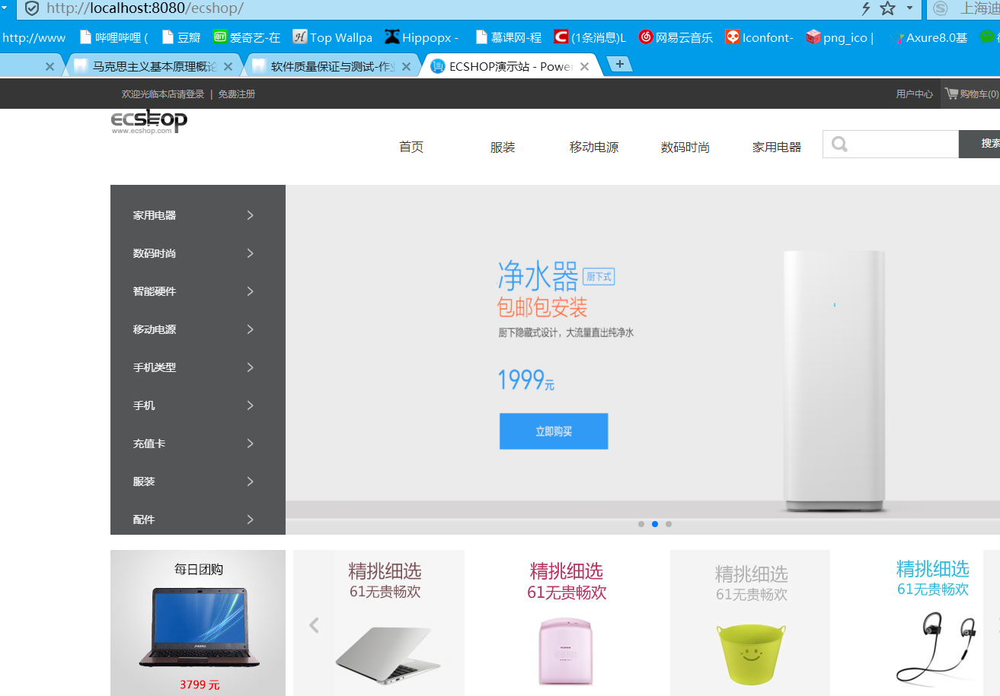 http://localhost:8080/ecshop/
上海迪
http://www
哔哩哔哩 (
豆瓣
DIY 爱奇艺-在
H Top Wallpa
Hippopx -
慕课网-程
C (1条消息)L
网易云音乐
Iconfont-
png_ico |
Axure8.0基
马克思主义基本原理概论
软件质量保证与测试-作业
ECSHOP演示站 - Power
欢迎光临本店请登录 | 免费注册
用户中心
购物车(0)
ecshop
www.ecshop.com
首页
服装
移动电源
数码时尚
家用电器
搜索
家用电器
数码时尚
智能硬件
移动电源
手机类型
手机
充值卡
服装
配件
净水器 厨下式
包邮包安装
厨下隐藏式设计，大流量直出纯净水
1999元
立即购买
每日团购
3799 元
精挑细选
61无贵畅欢
精挑细选
61无贵畅欢
精挑细选
61无贵畅欢
精挑细选
61无贵畅欢